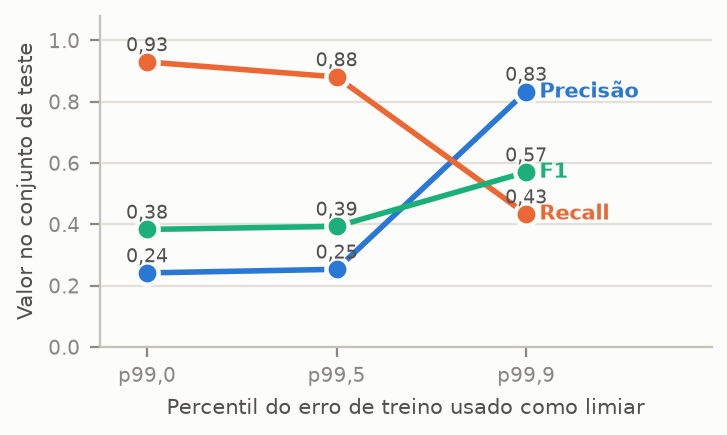 Valor no conjunto de teste
1.0
0.8
0.6
0.4
0.2
0.0
0,93
0,88
0,83
Precisão
0,57
F1
0,43
Recall
0,38
0,39
0,24
0,25
p99,0
p99,5
p99,9
Percentil do erro de treino usado como limiar